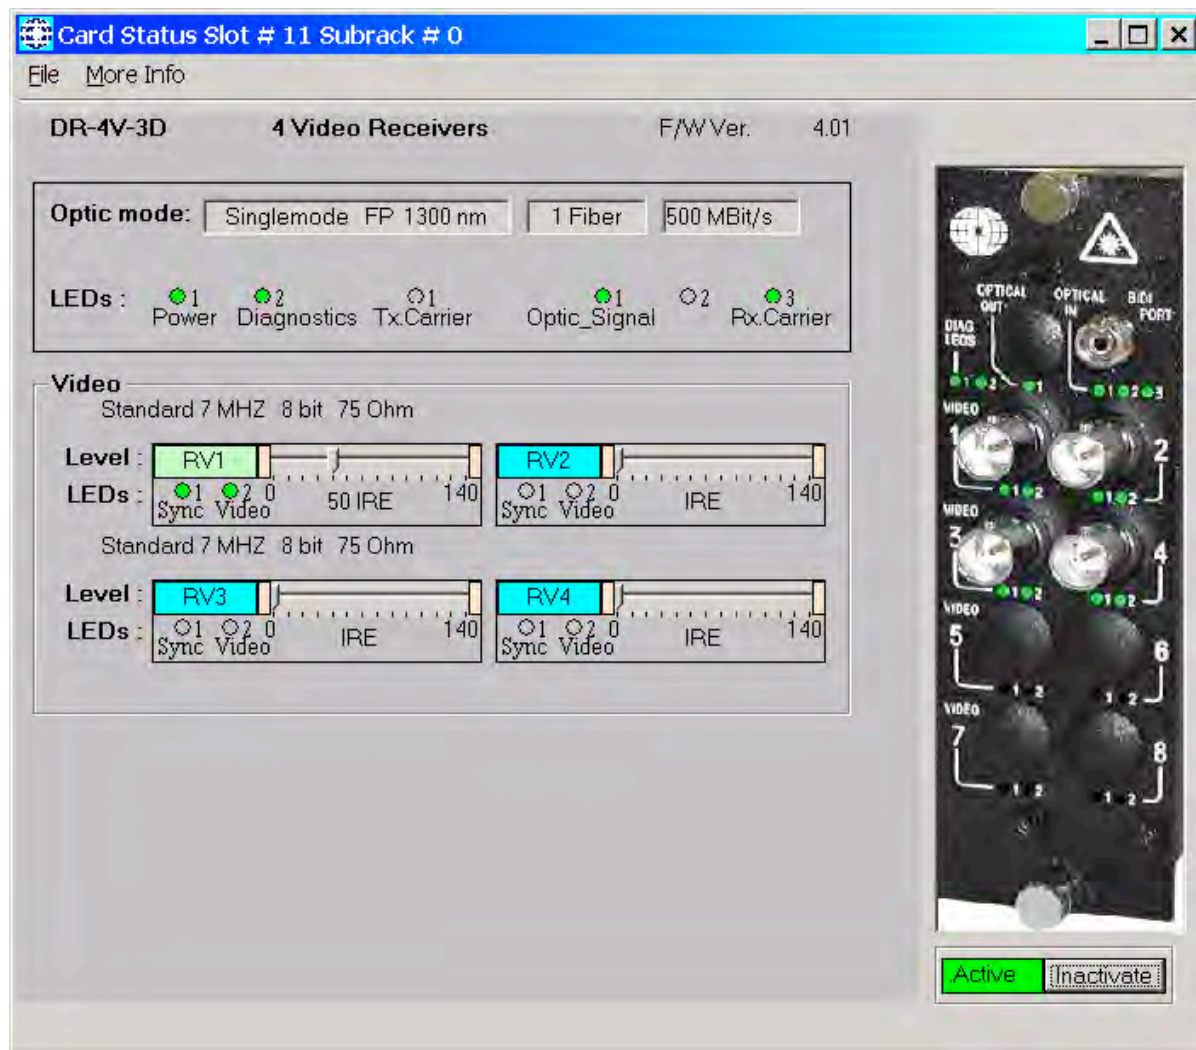 Card Status Slot # 11 Subrack # 0
File More Info
DR-4V-3D 4 Video Receivers F/W Ver. 4.01
Optic mode: Singlemode FP 1300 nm 1 Fiber 500 MBit/s
LEDs : 1 2 1 1 2 3
Power Diagnostics Tx.Carrier Optic_Signal Rx.Carrier
Video
Standard 7 MHZ 8 bit 75 Ohm
Level : RV1 RV2
LEDs : 1 2 0 50 IRE 140 1 2 0 IRE 140
Sync Video Sync Video
Standard 7 MHZ 8 bit 75 Ohm
Level : RV3 RV4
LEDs : 1 2 0 IRE 140 1 2 0 IRE 140
Sync Video Sync Video
OPTICAL OUT OPTICAL IN BIDI PORT
DIAG LEDS
1 2 1 1 2 3
VIDEO
1 2
1 2 1 2
VIDEO
3 4
1 2 1 2
VIDEO
5 6
1 2 1 2
VIDEO
7 8
1 2 1 2
Active Inactivate